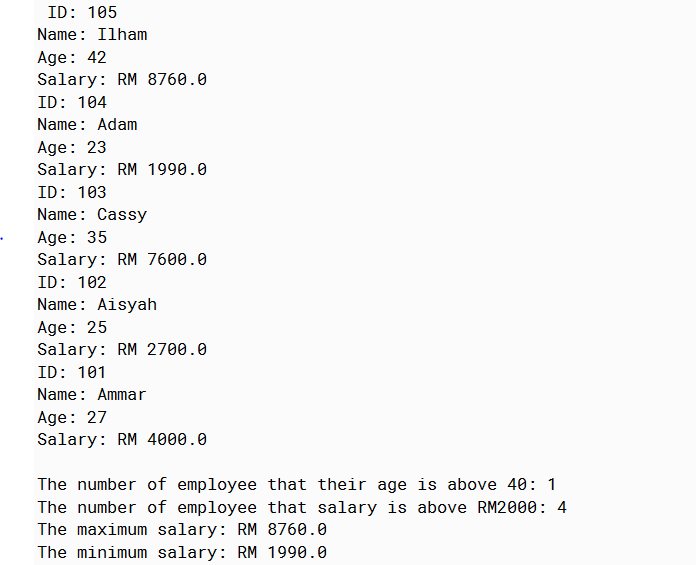 ID: 105
Name: Ilham
Age: 42
Salary: RM 8760.0
ID: 104
Name: Adam
Age: 23
Salary: RM 1990.0
ID: 103
Name: Cassy
Age: 35
Salary: RM 7600.0
ID: 102
Name: Aisyah
Age: 25
Salary: RM 2700.0
ID: 101
Name: Ammar
Age: 27
Salary: RM 4000.0
The number of employee that their age is above 40: 1
The number of employee that salary is above RM2000: 4
The maximum salary: RM 8760.0
The minimum salary: RM 1990.0